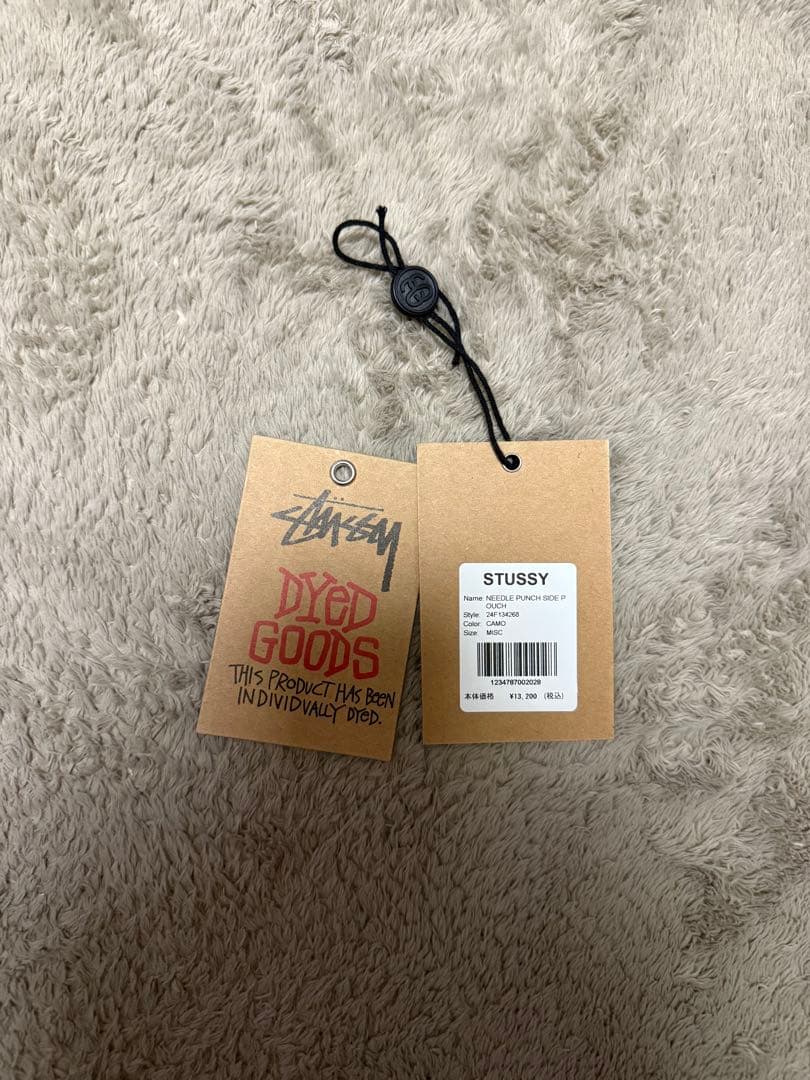 STÜSSY
DYED
GOODS
THIS PRODUCT HAS BEEN
INDIVIDUALLY DYED.
STUSSY
Name: NEEDLE PUNCH SIDE P
OUCH
Style: 24F134268
Color: CAMO
Size: MISC
1234787002028
本体価格 ¥13,200 (税込)